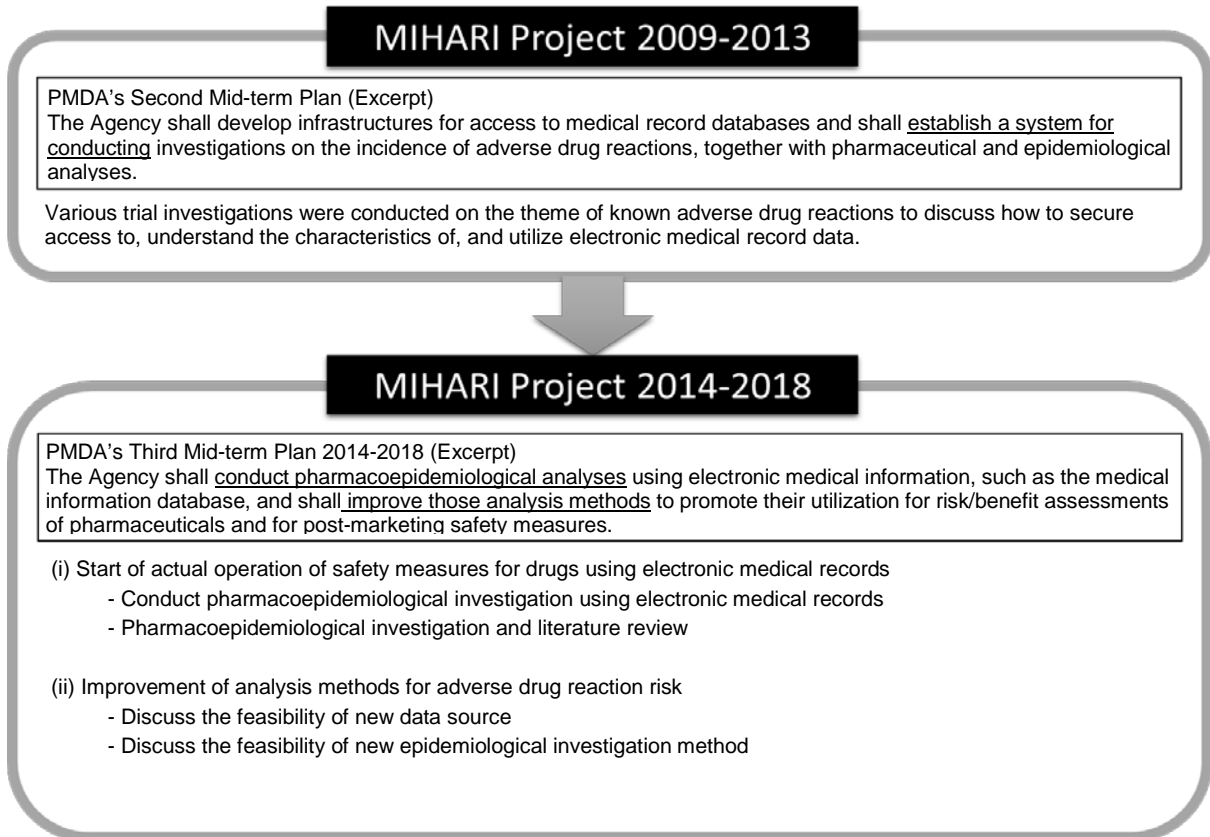 MIHARI Project 2009-2013
PMDA's Second Mid-term Plan (Excerpt)
The Agency shall develop infrastructures for access to medical record databases and shall establish a system for
conducting investigations on the incidence of adverse drug reactions, together with pharmaceutical and epidemiological
analyses.
Various trial investigations were conducted on the theme of known adverse drug reactions to discuss how to secure
access to, understand the characteristics of, and utilize electronic medical record data.
MIHARI Project 2014-2018
PMDA's Third Mid-term Plan 2014-2018 (Excerpt)
The Agency shall conduct pharmacoepidemiological analyses using electronic medical information, such as the medical
information database, and shall improve those analysis methods to promote their utilization for risk/benefit assessments
of pharmaceuticals and for post-marketing safety measures.
(i) Start of actual operation of safety measures for drugs using electronic medical records
- Conduct pharmacoepidemiological investigation using electronic medical records
- Pharmacoepidemiological investigation and literature review
(ii) Improvement of analysis methods for adverse drug reaction risk
- Discuss the feasibility of new data source
- Discuss the feasibility of new epidemiological investigation method